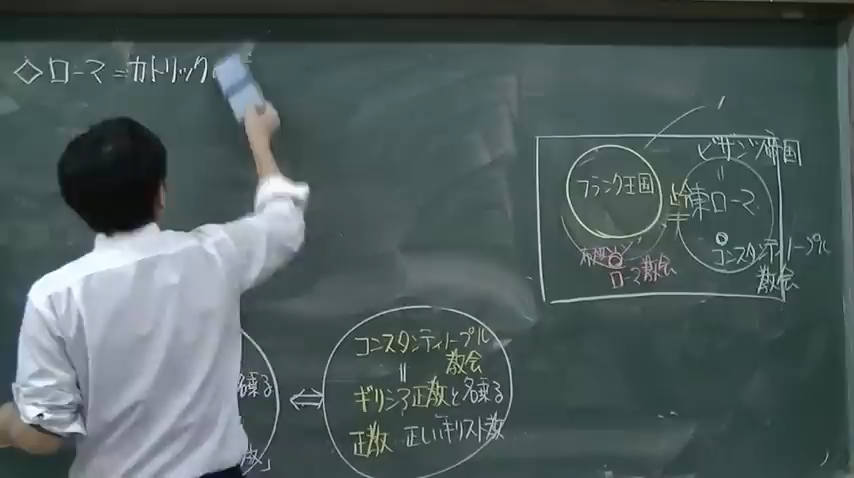 ◇ローマ=カトリック
ビザンツ帝国
フランク王国
=
東ローマ
コンスタンティノープル
教会
ローマ教会
名乗る
⇔
コンスタンティノープル
教会
=
ギリシア正教と名乗る
正教 正しいキリスト教